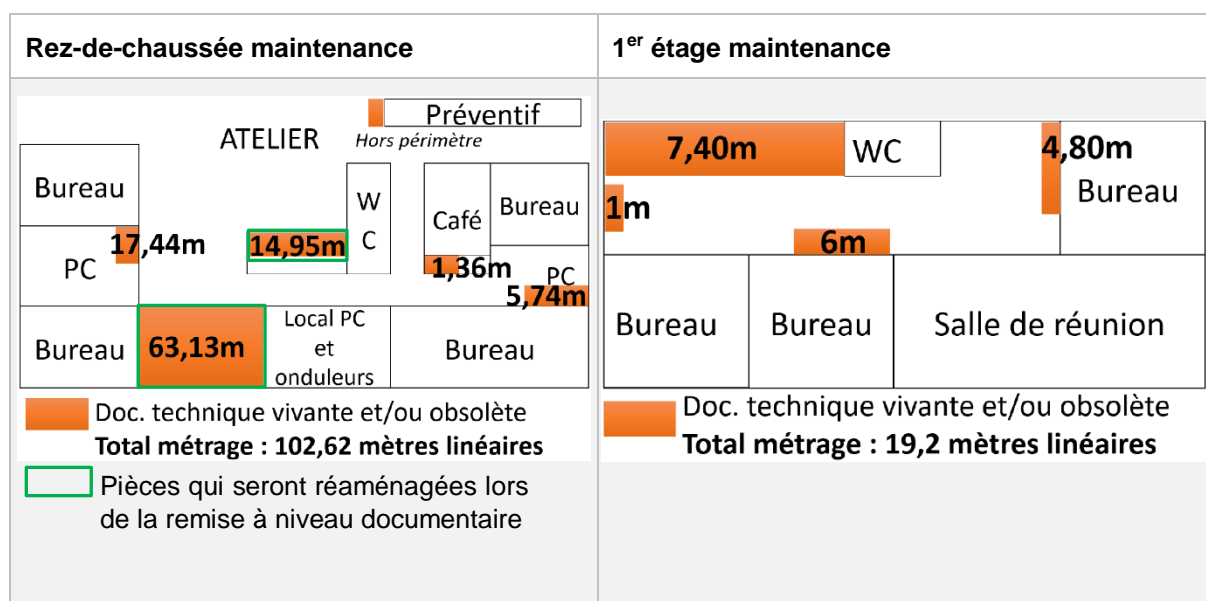 Rez-de-chaussée maintenance
1er étage maintenance
Préventif
ATELIER
Hors périmètre
Bureau
W
C
Café
Bureau
17,44m
14,95m
PC
1,36m
PC
5,74m
Bureau
63,13m
Local PC
et
onduleurs
Bureau
Doc. technique vivante et/ou obsolète
Total métrage : 102,62 mètres linéaires
Pièces qui seront réaménagées lors
de la remise à niveau documentaire
7,40m
WC
4,80m
Bureau
1m
6m
Bureau
Bureau
Salle de réunion
Doc. technique vivante et/ou obsolète
Total métrage : 19,2 mètres linéaires